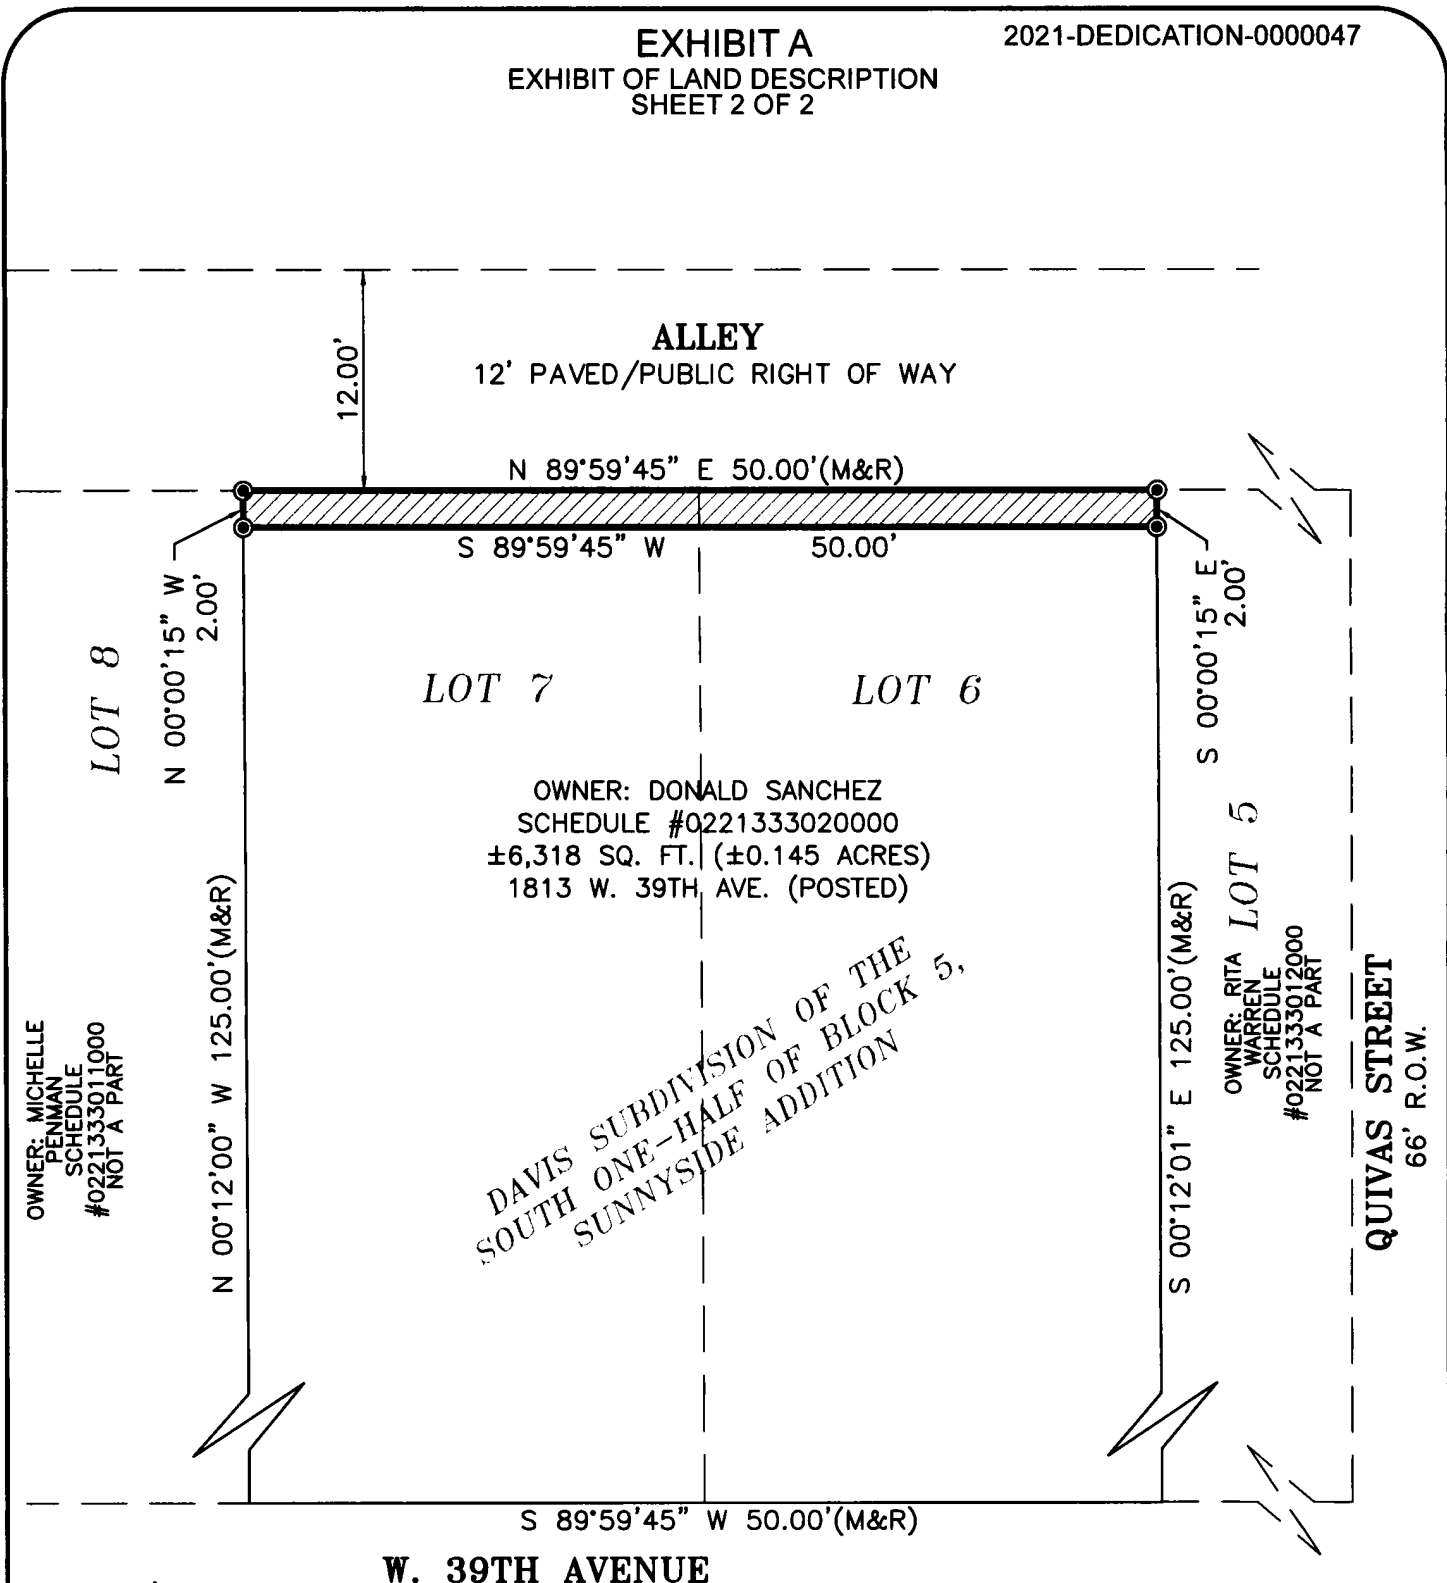 EXHIBIT A
2021-DEDICATION-0000047
EXHIBIT OF LAND DESCRIPTION
SHEET 2 OF 2
ALLEY
12' PAVED/PUBLIC RIGHT OF WAY
12.00'
N 89°59'45" E 50.00'(M&R)
S 89°59'45" W 50.00'
N 00°00'15" W
2.00'
S 00°00'15" E
2.00'
LOT 8
LOT 7
LOT 6
LOT 5
OWNER: DONALD SANCHEZ
SCHEDULE #0221333020000
±6,318 SQ. FT. (±0.145 ACRES)
1813 W. 39TH AVE. (POSTED)
DAVIS SUBDIVISION OF THE
SOUTH ONE-HALF OF BLOCK 5,
SUNNYSIDE ADDITION
OWNER: MICHELLE
PENMAN
SCHEDULE
#0221333011000
NOT A PART
N 00°12'00" W 125.00'(M&R)
S 00°12'01" E 125.00'(M&R)
OWNER: RITA
WARREN
SCHEDULE
#0221333012000
NOT A PART
QUIVAS STREET
66' R.O.W.
S 89°59'45" W 50.00'(M&R)
W. 39TH AVENUE